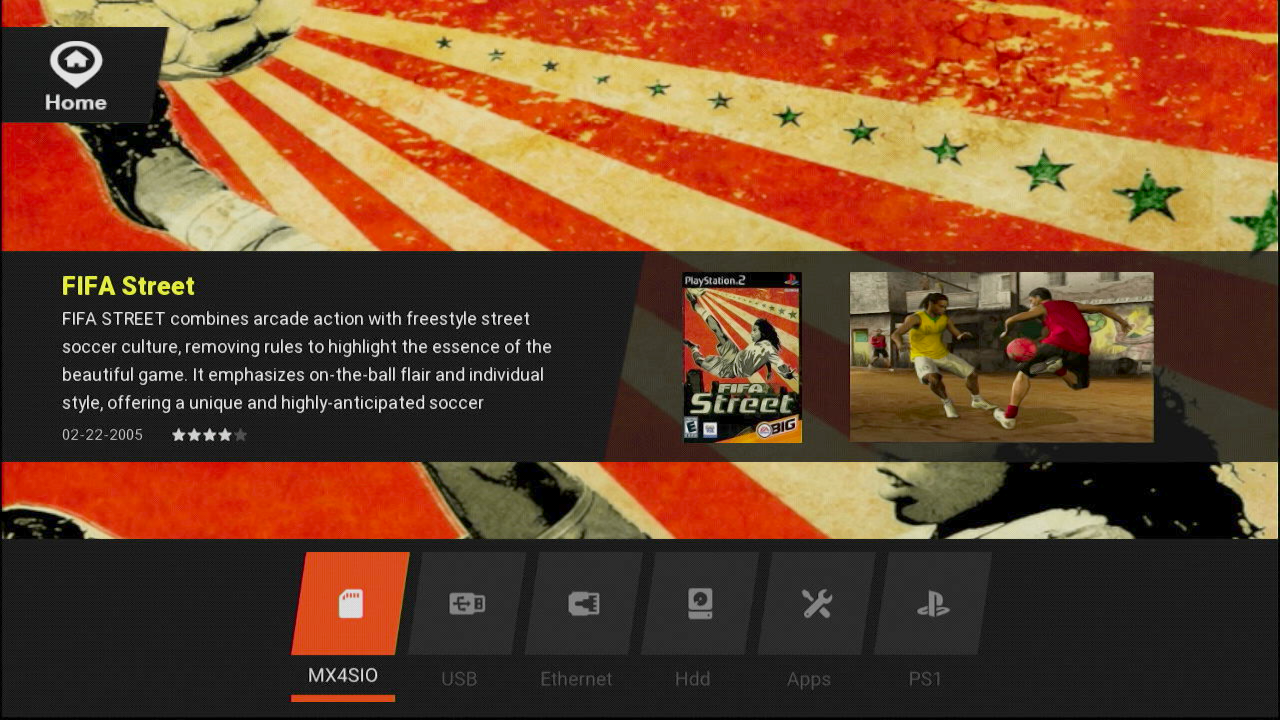 Home
FIFA Street
FIFA STREET combines arcade action with freestyle street
soccer culture, removing rules to highlight the essence of the
beautiful game. It emphasizes on-the-ball flair and individual
style, offering a unique and highly-anticipated soccer
02-22-2005
PlayStation.2
FIFA
Street
E
EA
BIG
MX4SIO
USB
Ethernet
Hdd
Apps
PS1